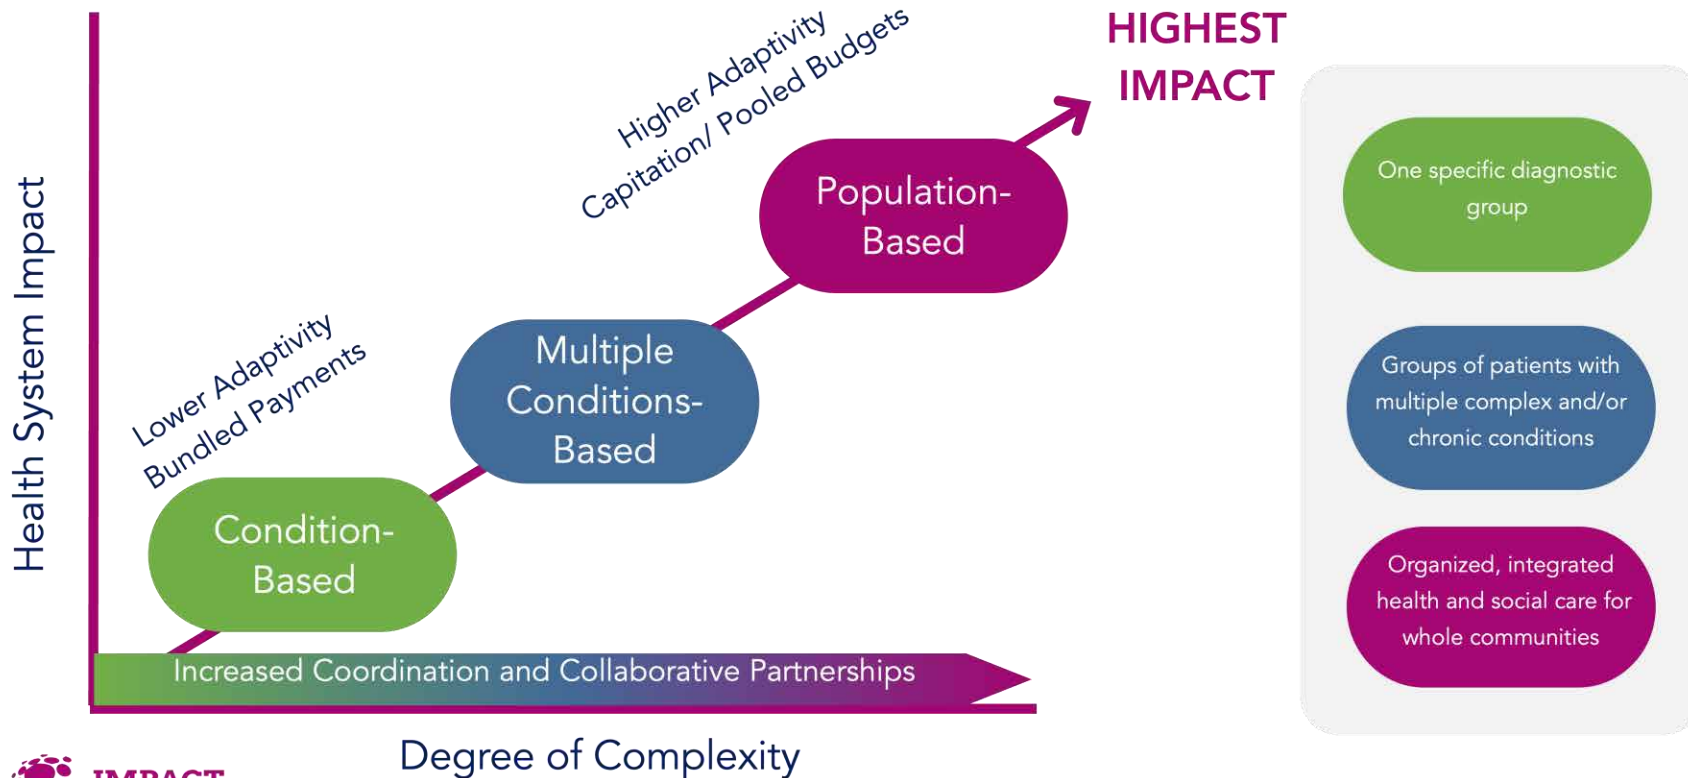 HIGHEST
IMPACT
Higher Adaptivity
Capitation/ Pooled Budgets
Population-
Based
Lower Adaptivity
Bundled Payments
Multiple
Conditions-
Based
Condition-
Based
Health System Impact
Increased Coordination and Collaborative Partnerships
Degree of Complexity
One specific diagnostic
group
Groups of patients with
multiple complex and/or
chronic conditions
Organized, integrated
health and social care for
whole communities
IMPACT